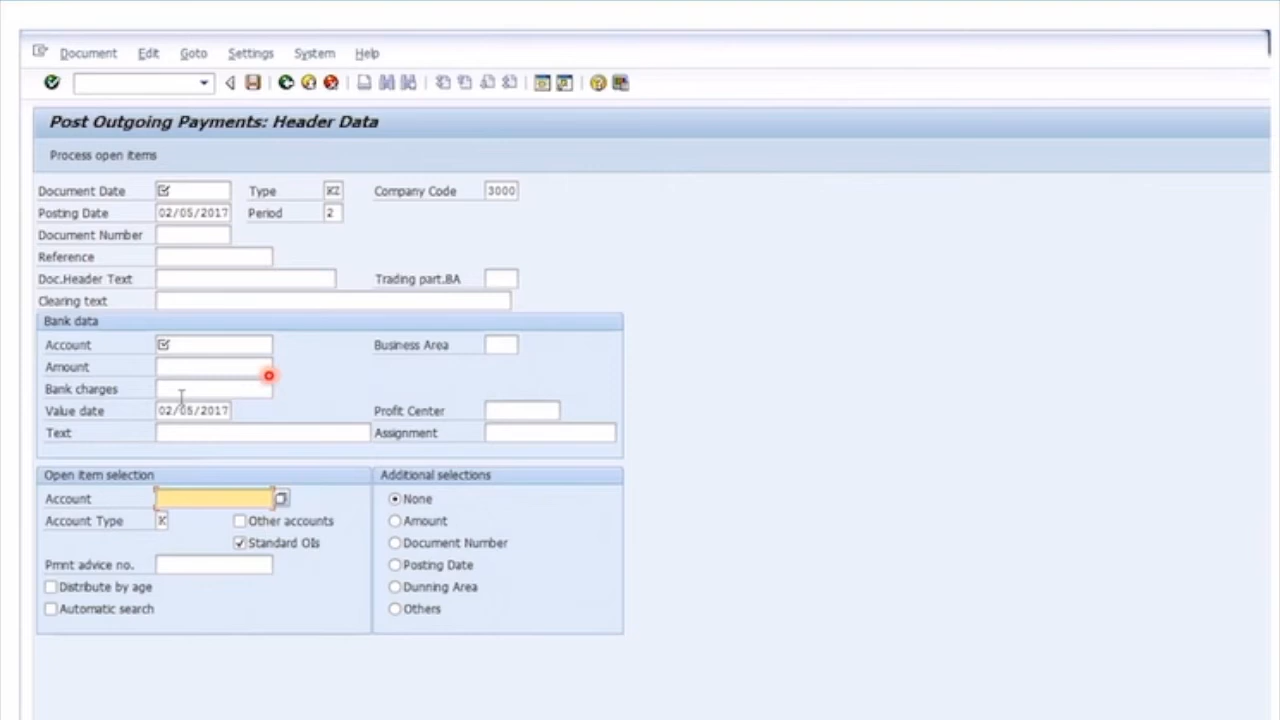 Document Edit Goto Settings System Help
Post Outgoing Payments: Header Data
Process open items
Document Date Type KZ Company Code 3000
Posting Date 02/05/2017 Period 2
Document Number
Reference
Doc.Header Text Trading part.BA
Clearing text
Bank data
Account Business Area
Amount
Bank charges
Value date 02/05/2017 Profit Center
Text Assignment
Open item selection Additional selections
Account None
Account Type K Other accounts Amount
Standard OIs Document Number
Pmnt advice no. Posting Date
Distribute by age Dunning Area
Automatic search Others